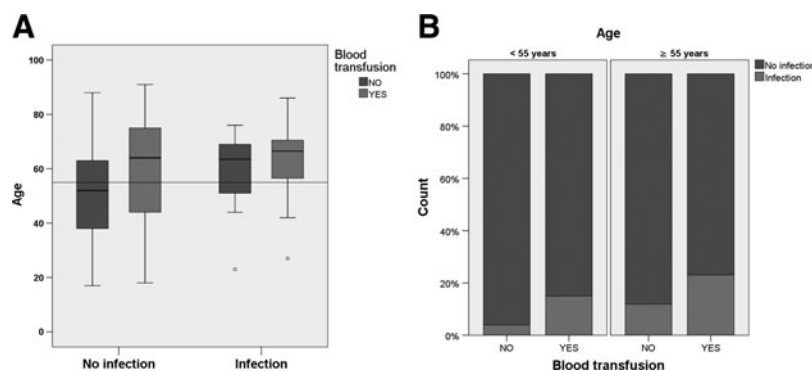 A
Blood
transfusion
NO
YES
100
80
60
40
20
0
Age
No infection
Infection
B
Age
< 55 years
≥ 55 years
No infection
Infection
100%
80%
60%
40%
20%
0%
Count
NO
YES
NO
YES
Blood transfusion